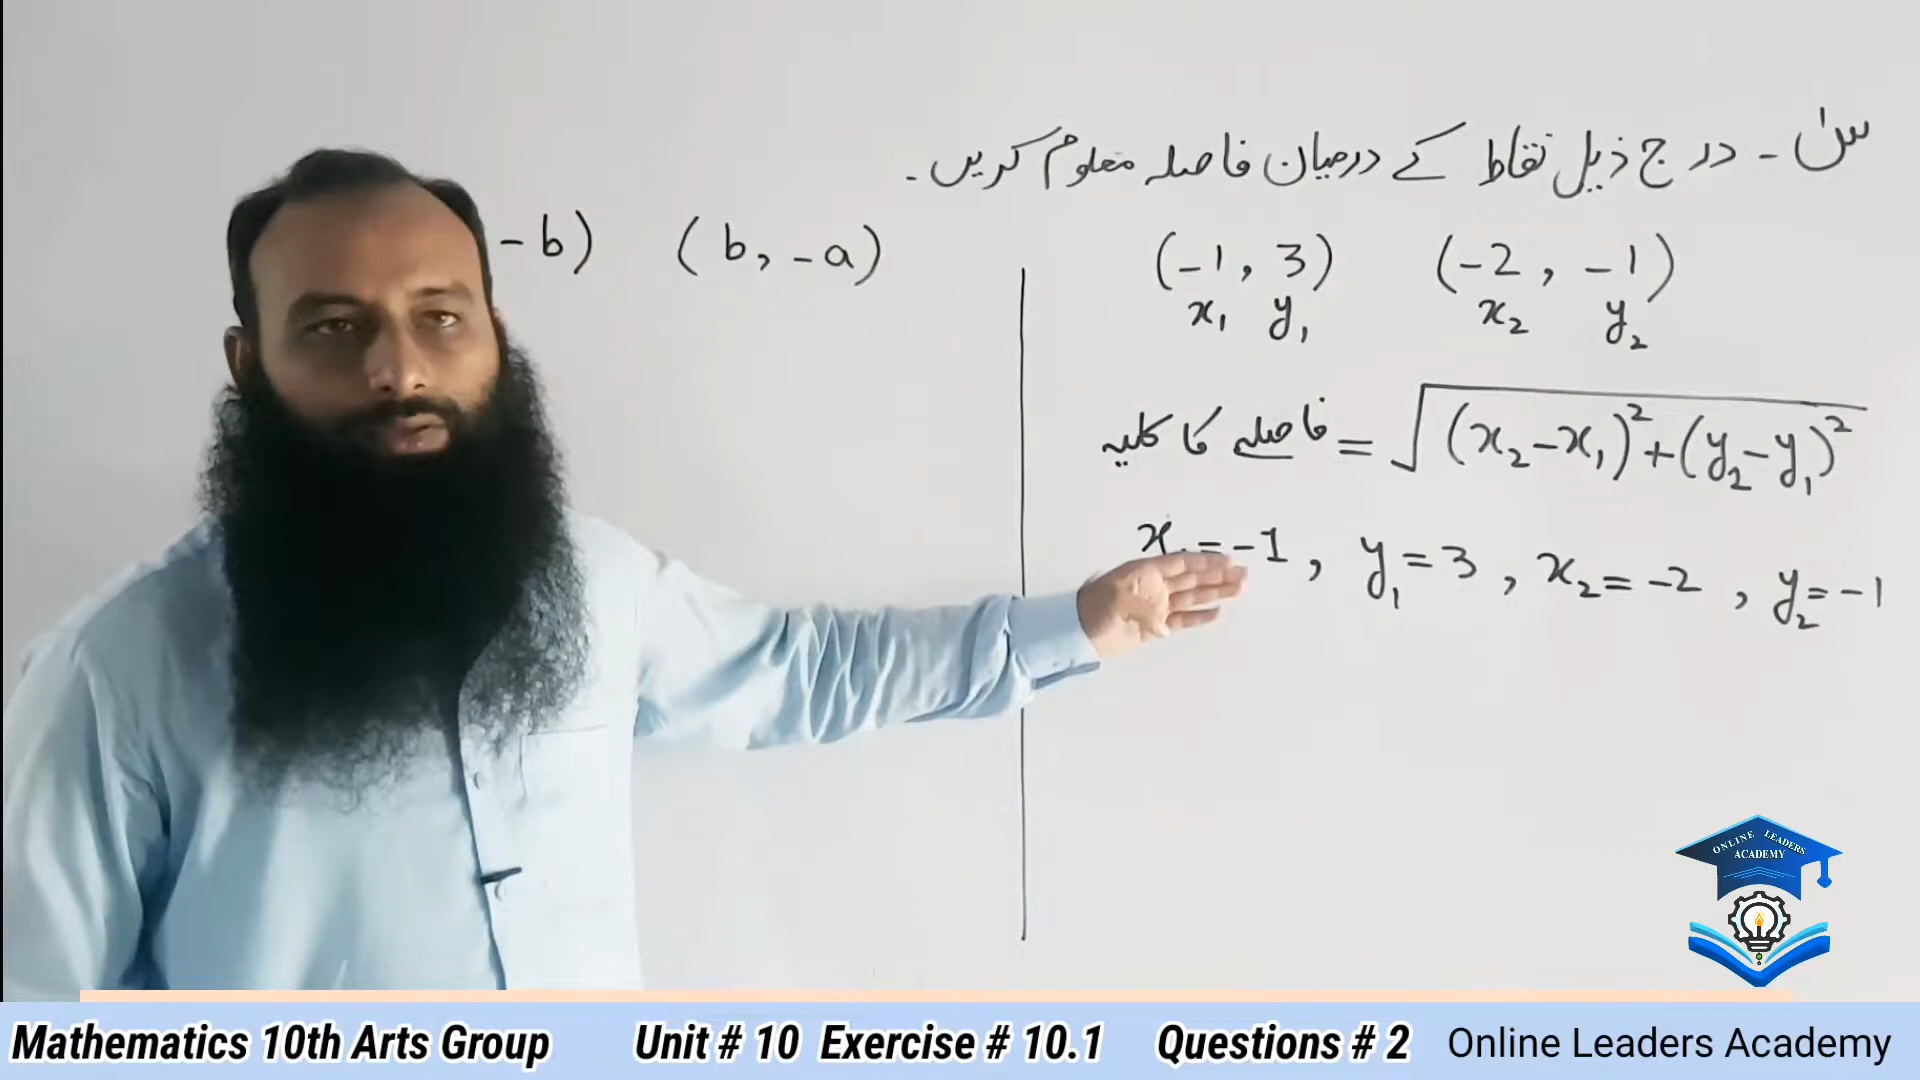 س - درج ذیل نقاط کے درمیان فاصلہ معلوم کریں۔
(-1, 3) (-2, -1)
x₁ y₁ x₂ y₂
فاصلے کا کلیہ = √((x₂-x₁)²+(y₂-y₁)²)
= -1, y₁ = 3, x₂ = -2, y₂ = -1
- b) (b, -a)
ONLINE LEADERS
ACADEMY
Mathematics 10th Arts Group Unit # 10 Exercise # 10.1 Questions # 2 Online Leaders Academy